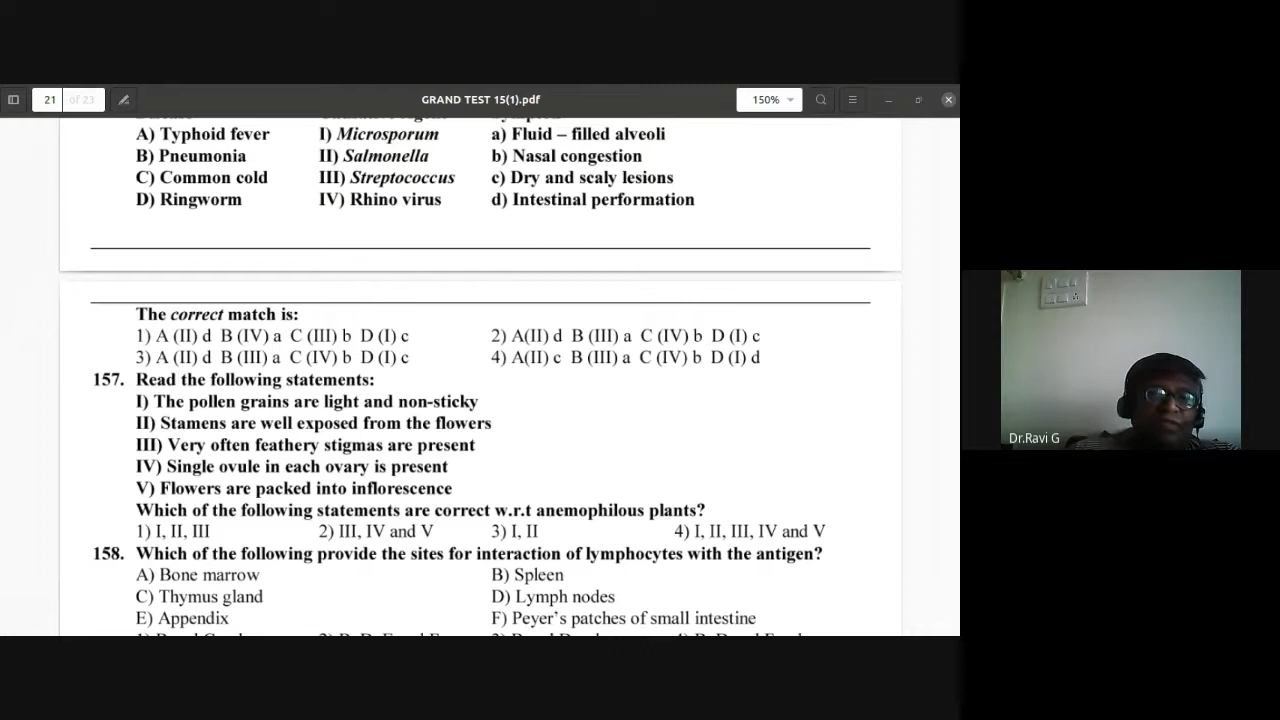 21 of 23 GRAND TEST 15(1).pdf 150%
A) Typhoid fever I) Microsporum a) Fluid – filled alveoli
B) Pneumonia II) Salmonella b) Nasal congestion
C) Common cold III) Streptococcus c) Dry and scaly lesions
D) Ringworm IV) Rhino virus d) Intestinal performation
The correct match is:
1) A (II) d B (IV) a C (III) b D (I) c 2) A(II) d B (III) a C (IV) b D (I) c
3) A (II) d B (III) a C (IV) b D (I) c 4) A(II) c B (III) a C (IV) b D (I) d
157. Read the following statements:
I) The pollen grains are light and non-sticky
II) Stamens are well exposed from the flowers
III) Very often feathery stigmas are present
IV) Single ovule in each ovary is present
V) Flowers are packed into inflorescence
Which of the following statements are correct w.r.t anemophilous plants?
1) I, II, III 2) III, IV and V 3) I, II 4) I, II, III, IV and V
158. Which of the following provide the sites for interaction of lymphocytes with the antigen?
A) Bone marrow B) Spleen
C) Thymus gland D) Lymph nodes
E) Appendix F) Peyer's patches of small intestine
Dr.Ravi G